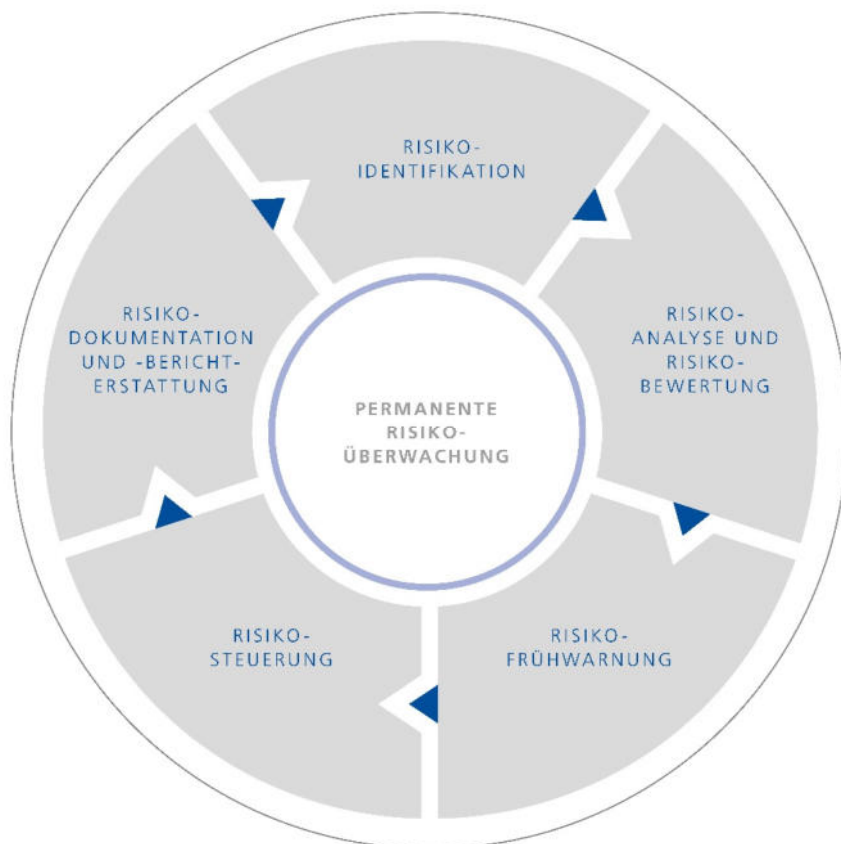 RISIKO-
IDENTIFIKATION
RISIKO-
ANALYSE UND
RISIKO-
BEWERTUNG
RISIKO-
FRÜHWARNUNG
RISIKO-
STEUERUNG
RISIKO-
DOKUMENTATION
UND -BERICHT-
ERSTATTUNG
PERMANENTE
RISIKO-
ÜBERWACHUNG